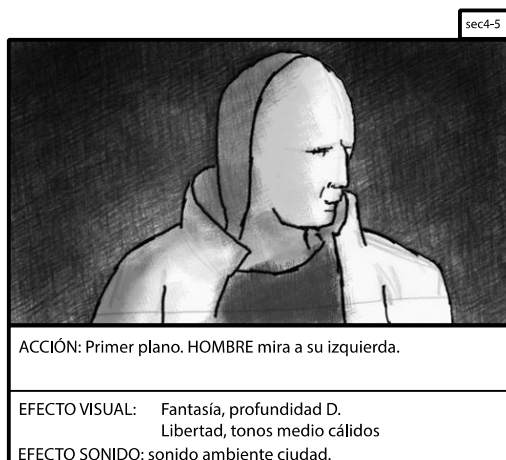 sec4-5
ACCIÓN: Primer plano. HOMBRE mira a su izquierda.
EFECTO VISUAL: Fantasía, profundidad D.
Libertad, tonos medio cálidos
EFECTO SONIDO: sonido ambiente ciudad.